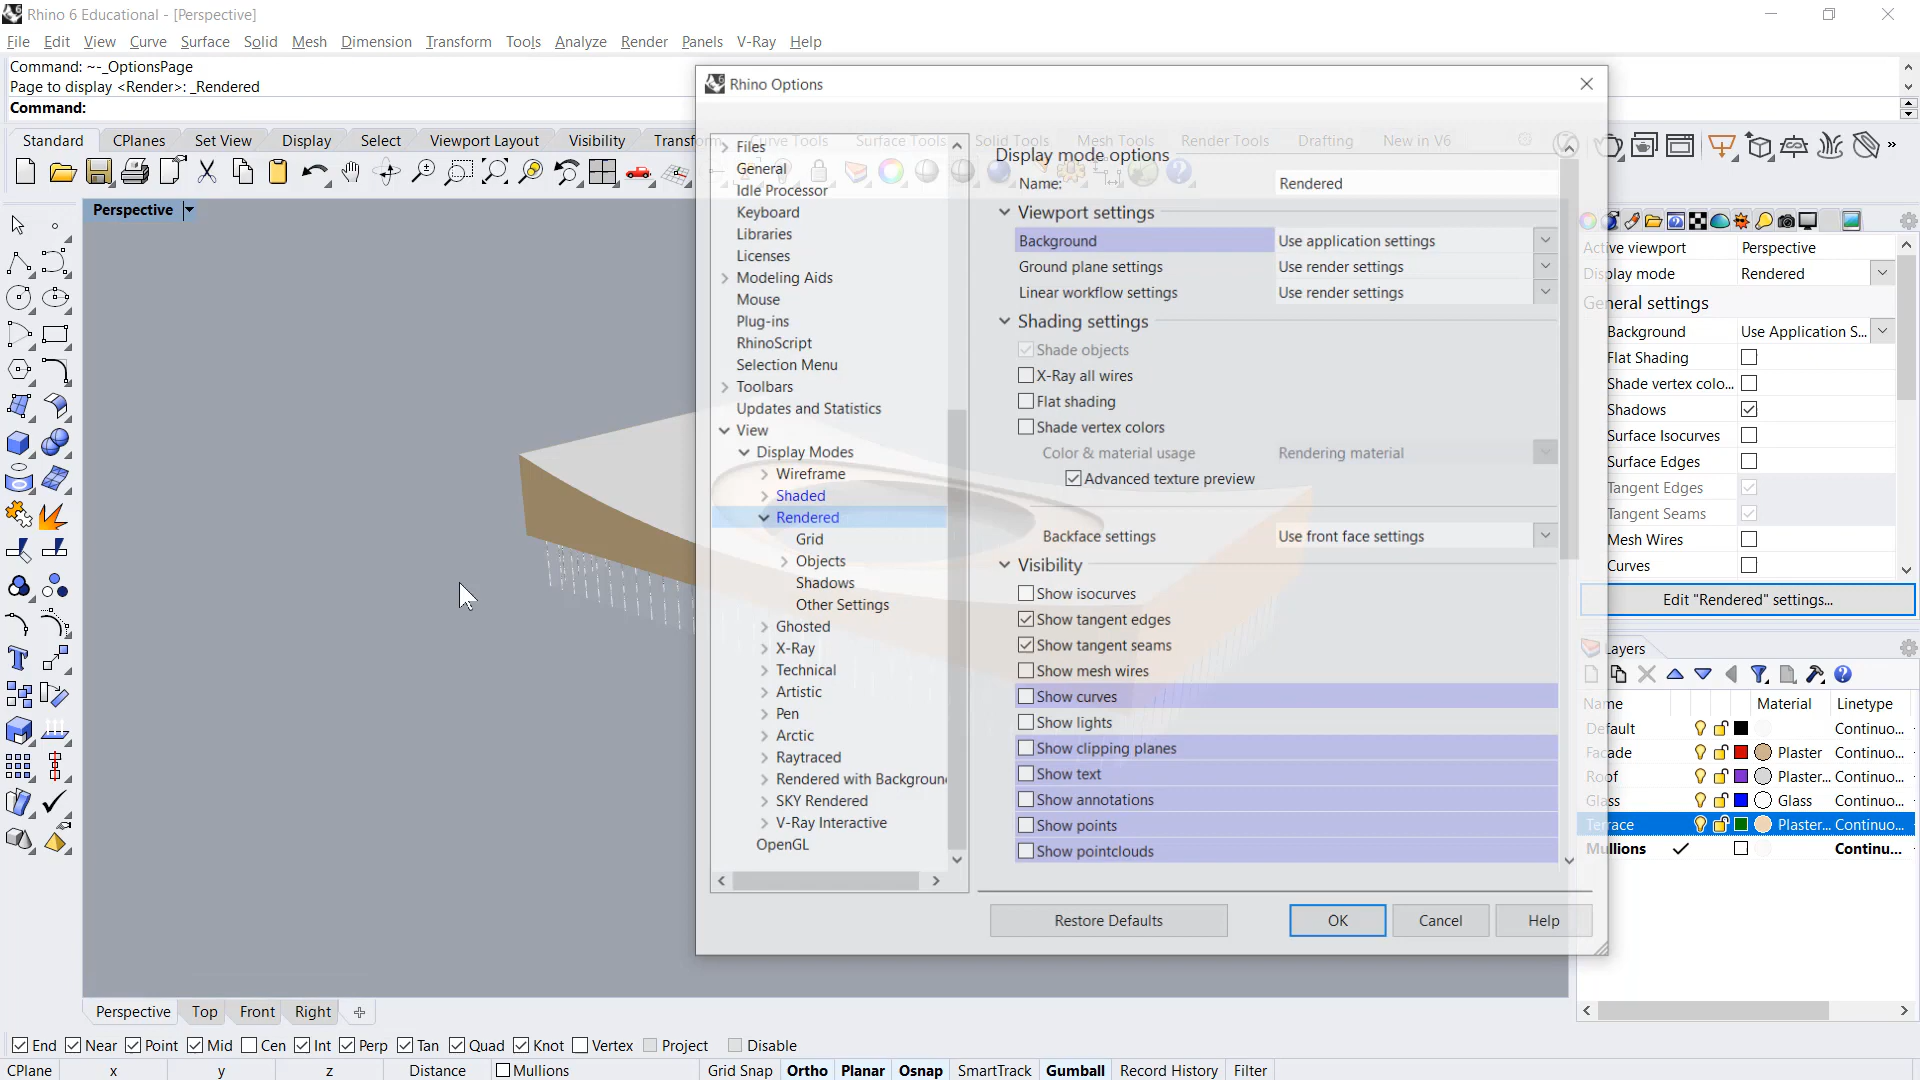 Rhino 6 Educational - [Perspective]
File Edit View Curve Surface Solid Mesh Dimension Transform Tools Analyze Render Panels V-Ray Help
Command: ~-_OptionsPage
Page to display <Render>: _Rendered
Command:
Standard CPlanes Set View Display Select Viewport Layout Visibility Transf Curve Tools Surface Tools Solid Tools Mesh Tools Render Tools Drafting New in V6
Perspective
Rhino Options
Files
General
Idle Processor
Keyboard
Libraries
Licenses
Modeling Aids
Mouse
Plug-ins
RhinoScript
Selection Menu
Toolbars
Updates and Statistics
View
Display Modes
Wireframe
Shaded
Rendered
Grid
Objects
Shadows
Other Settings
Ghosted
X-Ray
Technical
Artistic
Pen
Arctic
Raytraced
Rendered with Backgroun
SKY Rendered
V-Ray Interactive
OpenGL
Display mode options
Name: Rendered
Viewport settings
Background Use application settings
Ground plane settings Use render settings
Linear workflow settings Use render settings
Shading settings
Shade objects
X-Ray all wires
Flat shading
Shade vertex colors
Color & material usage Rendering material
Advanced texture preview
Backface settings Use front face settings
Visibility
Show isocurves
Show tangent edges
Show tangent seams
Show mesh wires
Show curves
Show lights
Show clipping planes
Show text
Show annotations
Show points
Show pointclouds
Restore Defaults OK Cancel Help
Active viewport Perspective
Display mode Rendered
General settings
Background Use Application S...
Flat Shading
Shade vertex colo...
Shadows
Surface Isocurves
Surface Edges
Tangent Edges
Tangent Seams
Mesh Wires
Curves
Edit "Rendered" settings...
Layers
Name Material Linetype
Default Continuo...
Facade Plaster Continuo...
Roof Plaster... Continuo...
Glass Glass Continuo...
Terrace Plaster... Continuo...
Mullions Continu...
Perspective Top Front Right
End Near Point Mid Cen Int Perp Tan Quad Knot Vertex Project Disable
CPlane x y z Distance Mullions Grid Snap Ortho Planar Osnap SmartTrack Gumball Record History Filter